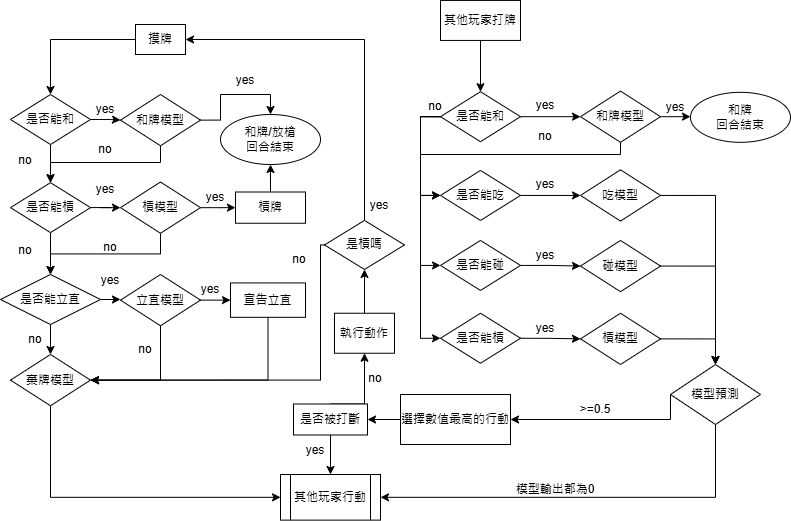 摸牌
是否能和
yes
和牌模型
yes
和牌/放槍
回合結束
no
no
是否能槓
yes
槓模型
yes
槓牌
no
no
是否能立直
yes
立直模型
yes
宣告立直
no
no
棄牌模型
是槓嗎
yes
no
執行動作
no
是否被打斷
yes
其他玩家行動
其他玩家打牌
是否能和
no
yes
和牌模型
yes
和牌
回合結束
no
是否能吃
yes
吃模型
是否能碰
yes
碰模型
是否能槓
yes
槓模型
模型預測
>=0.5
選擇數值最高的行動
模型輸出都為0